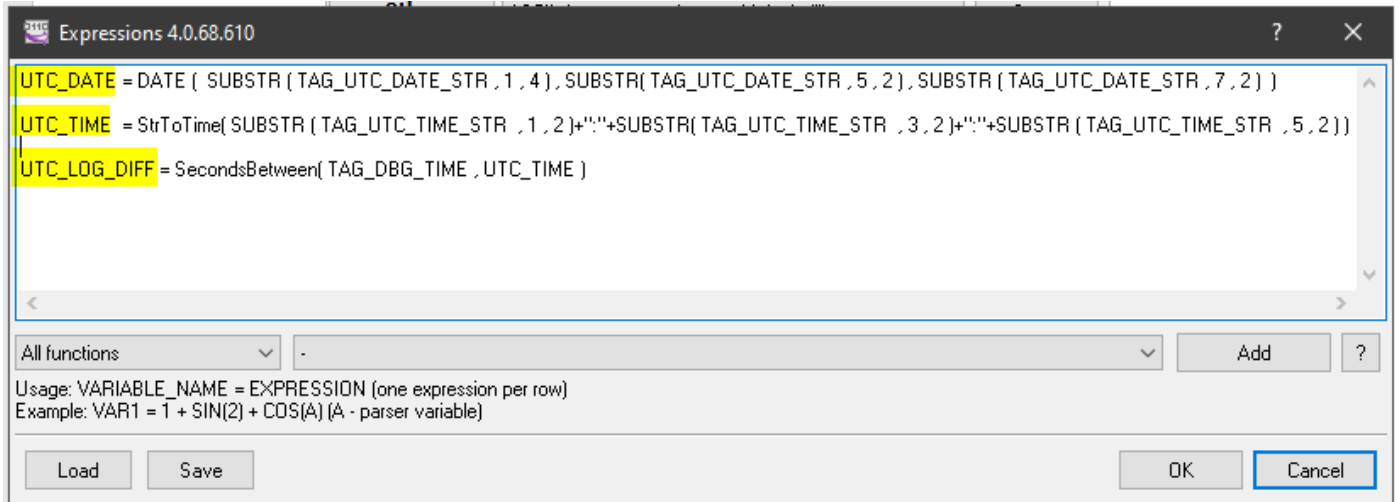 Expressions 4.0.68.610
? ×
UTC_DATE = DATE ( SUBSTR ( TAG_UTC_DATE_STR , 1 , 4 ) , SUBSTR( TAG_UTC_DATE_STR , 5 , 2 ) , SUBSTR ( TAG_UTC_DATE_STR , 7 , 2 ) )
UTC_TIME = StrToTime( SUBSTR ( TAG_UTC_TIME_STR , 1 , 2 )+":"+SUBSTR( TAG_UTC_TIME_STR , 3 , 2 )+":"+SUBSTR ( TAG_UTC_TIME_STR , 5 , 2 ) )
UTC_LOG_DIFF = SecondsBetween( TAG_DBG_TIME , UTC_TIME )
All functions - Add ?
Usage: VARIABLE_NAME = EXPRESSION (one expression per row)
Example: VAR1 = 1 + SIN(2) + COS(A) (A - parser variable)
Load Save OK Cancel